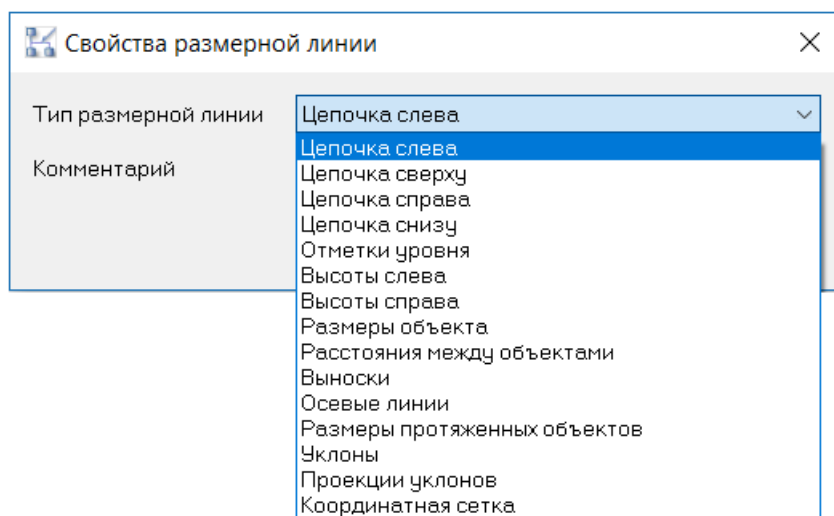 Свойства размерной линии
Тип размерной линии
Цепочка слева
Комментарий
Цепочка слева
Цепочка сверху
Цепочка справа
Цепочка снизу
Отметки уровня
Высоты слева
Высоты справа
Размеры объекта
Расстояния между объектами
Выноски
Осевые линии
Размеры протяженных объектов
Уклоны
Проекции уклонов
Координатная сетка